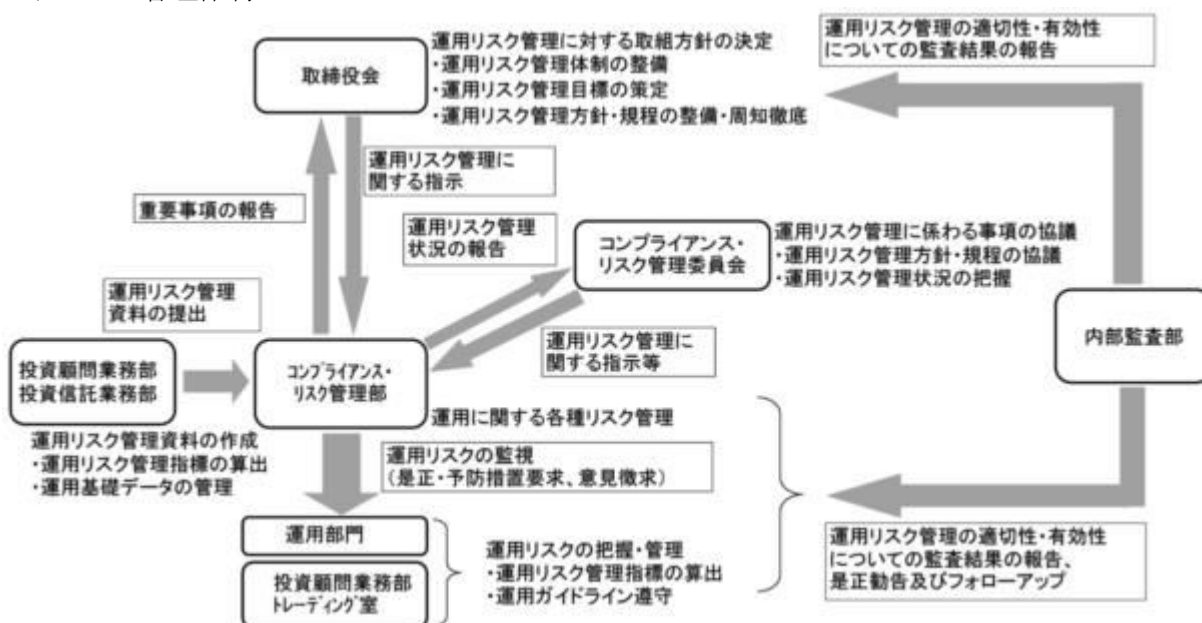 取締役会
運用リスク管理に対する取組方針の決定
・運用リスク管理体制の整備
・運用リスク管理目標の策定
・運用リスク管理方針・規程の整備・周知徹底
運用リスク管理の適切性・有効性
についての監査結果の報告
運用リスク管理に
関する指示
重要事項の報告
運用リスク管理
状況の報告
コンプライアンス・
リスク管理委員会
運用リスク管理に係わる事項の協議
・運用リスク管理方針・規程の協議
・運用リスク管理状況の把握
運用リスク管理
資料の提出
運用リスク管理に
関する指示等
内部監査部
投資顧問業務部
投資信託業務部
コンプライアンス・
リスク管理部
運用に関する各種リスク管理
運用リスク管理資料の作成
・運用リスク管理指標の算出
・運用基礎データの管理
運用リスクの監視
(是正・予防措置要求、意見徴求)
運用部門
投資顧問業務部
トレーディング室
運用リスクの把握・管理
・運用リスク管理指標の算出
・運用ガイドライン遵守
運用リスク管理の適切性・有効性
についての監査結果の報告、
是正勧告及びフォローアップ